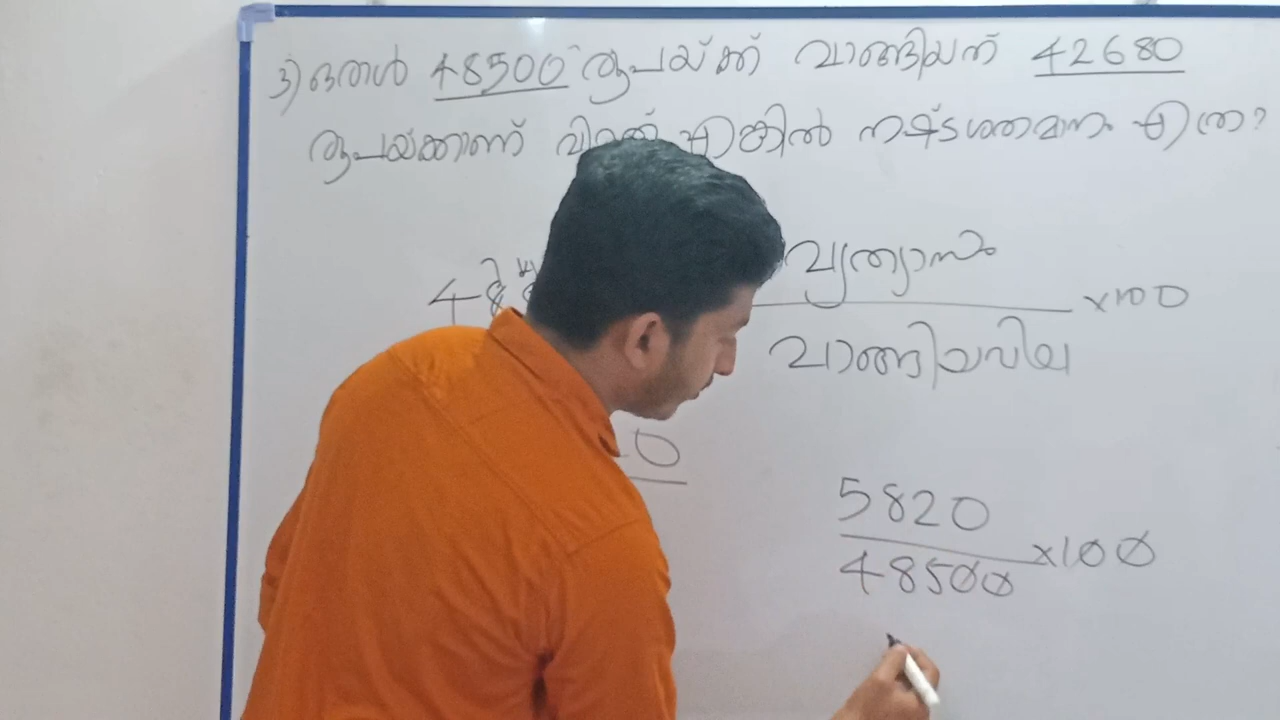 3) ഒരാൾ 48500 രൂപയ്ക്ക് വാങ്ങിയത് 42680
രൂപയ്ക്കാണ് വിറ്റത് എങ്കിൽ നഷ്ടശതമാനം എത്ര?
വ്യത്യാസം
×100
വാങ്ങിയവില
5820
×100
48500